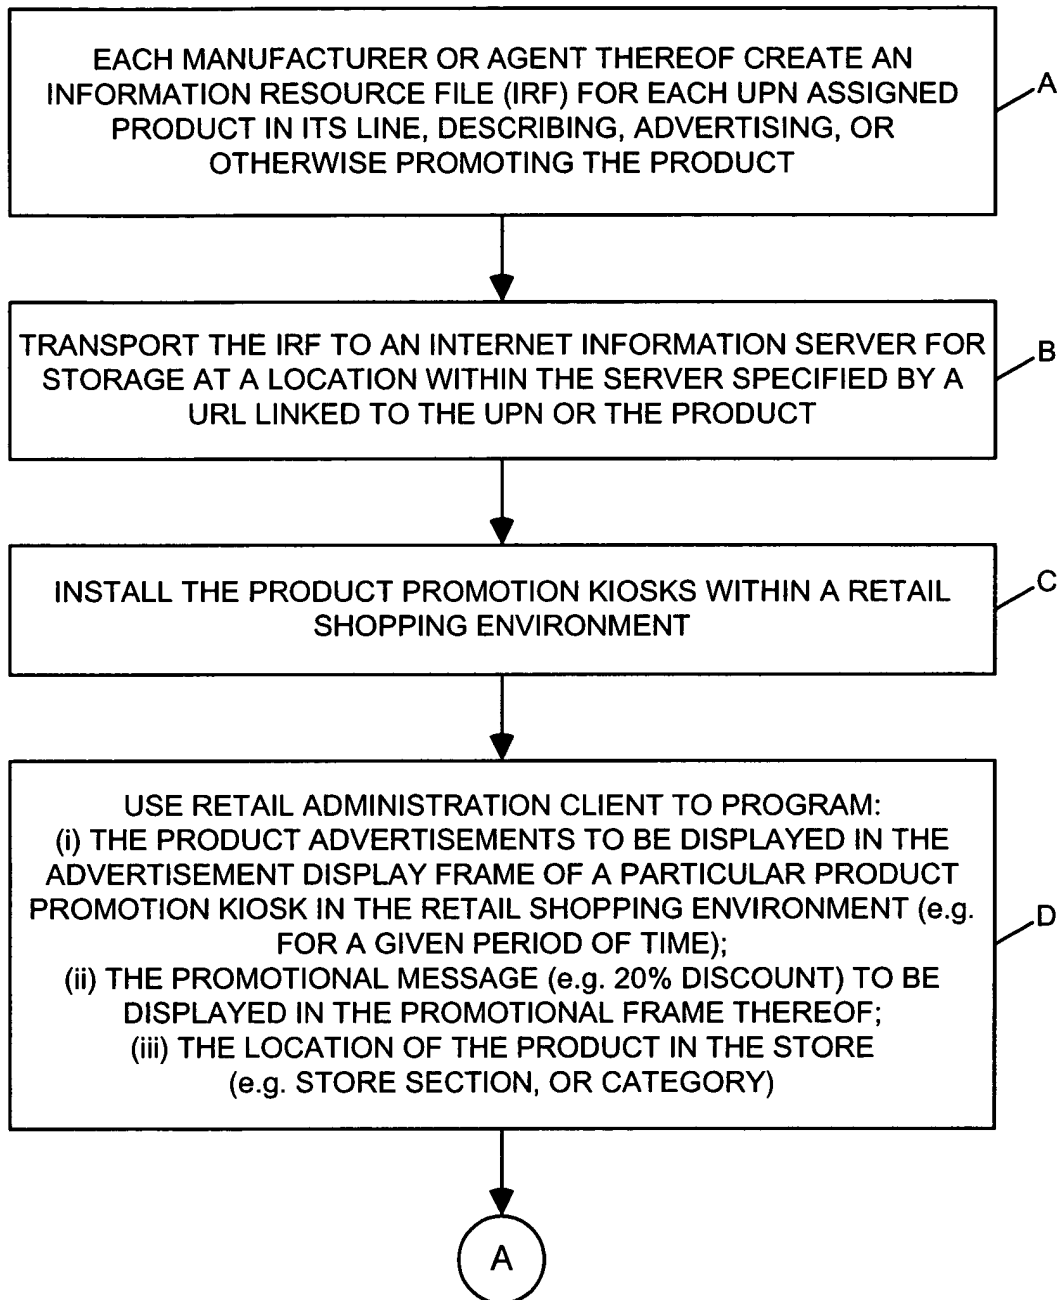 EACH MANUFACTURER OR AGENT THEREOF CREATE AN
INFORMATION RESOURCE FILE (IRF) FOR EACH UPN ASSIGNED
PRODUCT IN ITS LINE, DESCRIBING, ADVERTISING, OR
OTHERWISE PROMOTING THE PRODUCT
A
TRANSPORT THE IRF TO AN INTERNET INFORMATION SERVER FOR
STORAGE AT A LOCATION WITHIN THE SERVER SPECIFIED BY A
URL LINKED TO THE UPN OR THE PRODUCT
B
INSTALL THE PRODUCT PROMOTION KIOSKS WITHIN A RETAIL
SHOPPING ENVIRONMENT
C
USE RETAIL ADMINISTRATION CLIENT TO PROGRAM:
(i) THE PRODUCT ADVERTISEMENTS TO BE DISPLAYED IN THE
ADVERTISEMENT DISPLAY FRAME OF A PARTICULAR PRODUCT
PROMOTION KIOSK IN THE RETAIL SHOPPING ENVIRONMENT (e.g.
FOR A GIVEN PERIOD OF TIME);
(ii) THE PROMOTIONAL MESSAGE (e.g. 20% DISCOUNT) TO BE
DISPLAYED IN THE PROMOTIONAL FRAME THEREOF;
(iii) THE LOCATION OF THE PRODUCT IN THE STORE
(e.g. STORE SECTION, OR CATEGORY)
D
A